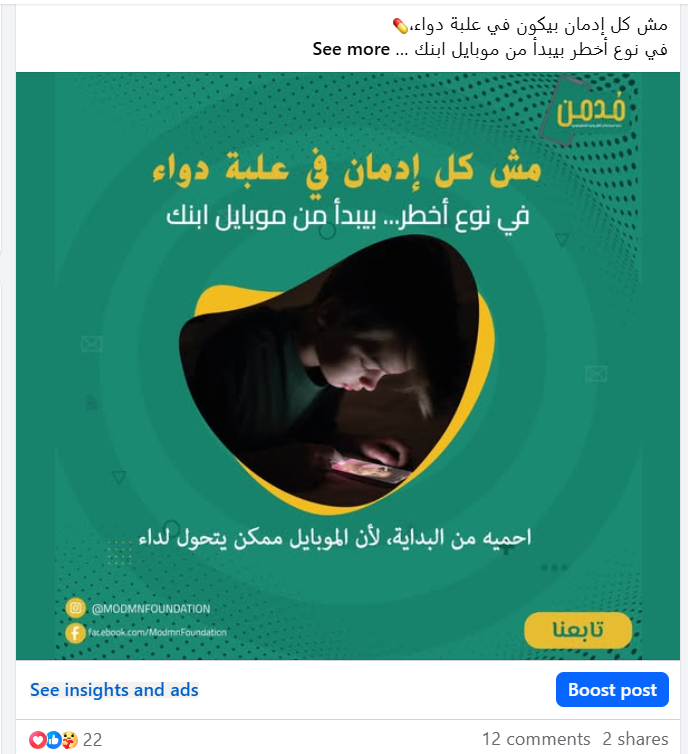 مش كل إدمان بيكون في علبة دواء،
في نوع أخطر بيبدأ من موبايل ابنك ... See more
مُدمن
مش كل إدمان في علبة دواء
في نوع أخطر... بيبدأ من موبايل ابنك
احميه من البداية، لأن الموبايل ممكن يتحول لداء
@MODMNFOUNDATION
facebook.com/ModmnFoundation
تابعنا
See insights and ads
Boost post
22
12 comments 2 shares